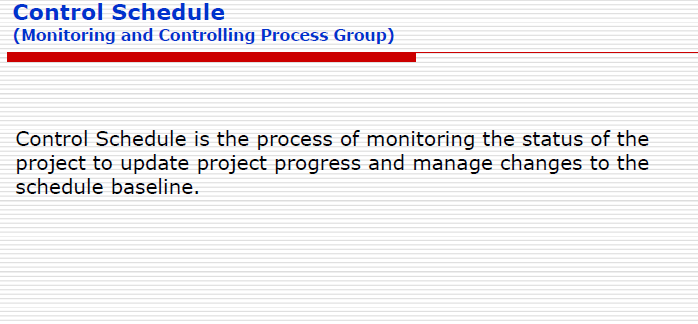 Control Schedule
(Monitoring and Controlling Process Group)
Control Schedule is the process of monitoring the status of the
project to update project progress and manage changes to the
schedule baseline.